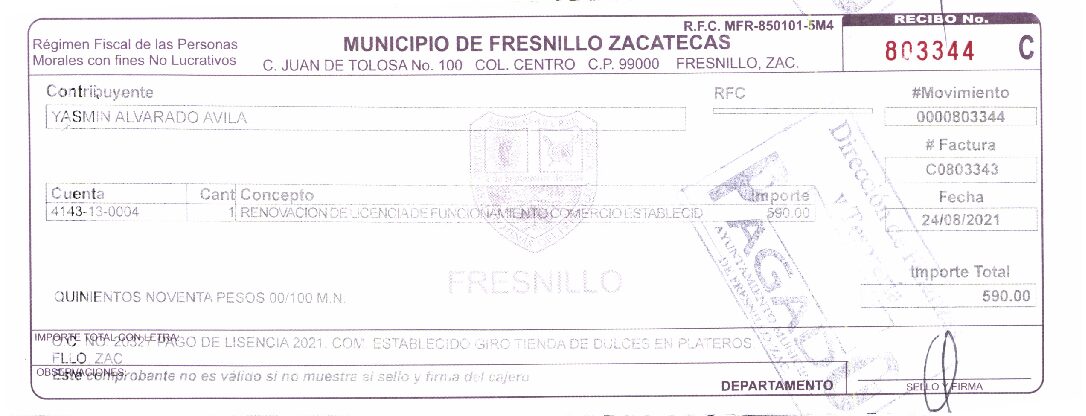 R.F.C. MFR-850101-5M4
RECIBO No.
Régimen Fiscal de las Personas
Morales con fines No Lucrativos
MUNICIPIO DE FRESNILLO ZACATECAS
C. JUAN DE TOLOSA No. 100 COL. CENTRO C.P. 99000 FRESNILLO, ZAC.
803344 C
Contribuyente
RFC
#Movimiento
YASMIN ALVARADO AVILA
0000803344
# Factura
C0803343
Cuenta Cant Concepto Importe
Fecha
4143-13-0004 1 RENOVACION DE LICENCIA DE FUNCIONAMIENTO COMERCIO ESTABLECID 590.00
24/08/2021
Dirección de
PAGADO
AYUNTAMIENTO
DE FRESNILLO
FRESNILLO
Importe Total
590.00
QUINIENTOS NOVENTA PESOS 00/100 M.N.
IMPORTE TOTAL CON LETRA:
PAGO DE LISENCIA 2021. COM. ESTABLECIDO GIRO TIENDA DE DULCES EN PLATEROS
FLLO. ZAC
OBSERVACIONES:
Este comprobante no es válido si no muestra el sello y firma del cajero
DEPARTAMENTO
SELLO Y FIRMA